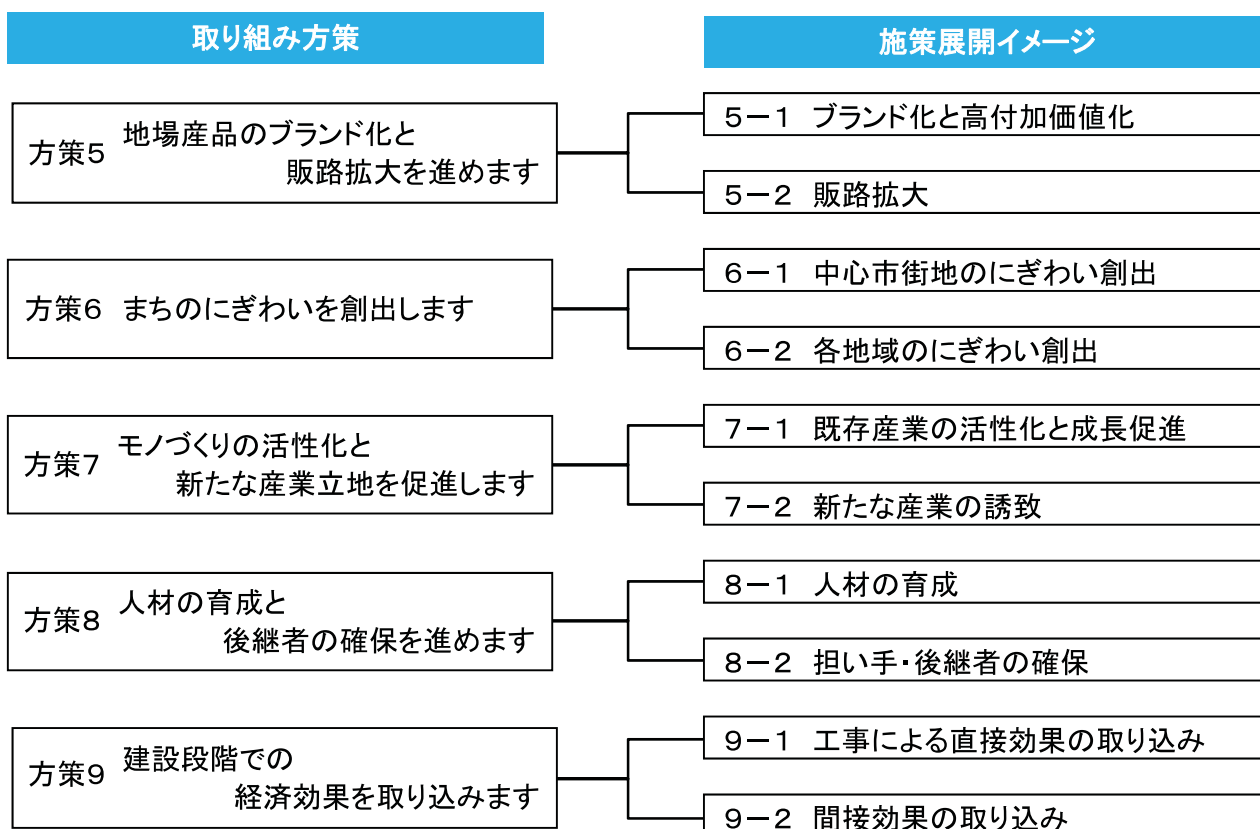 取り組み方策
施策展開イメージ
方策5 地場産品のブランド化と
販路拡大を進めます
5－1 ブランド化と高付加価値化
5－2 販路拡大
方策6 まちのにぎわいを創出します
6－1 中心市街地のにぎわい創出
6－2 各地域のにぎわい創出
方策7 モノづくりの活性化と
新たな産業立地を促進します
7－1 既存産業の活性化と成長促進
7－2 新たな産業の誘致
方策8 人材の育成と
後継者の確保を進めます
8－1 人材の育成
8－2 担い手・後継者の確保
方策9 建設段階での
経済効果を取り込みます
9－1 工事による直接効果の取り込み
9－2 間接効果の取り込み